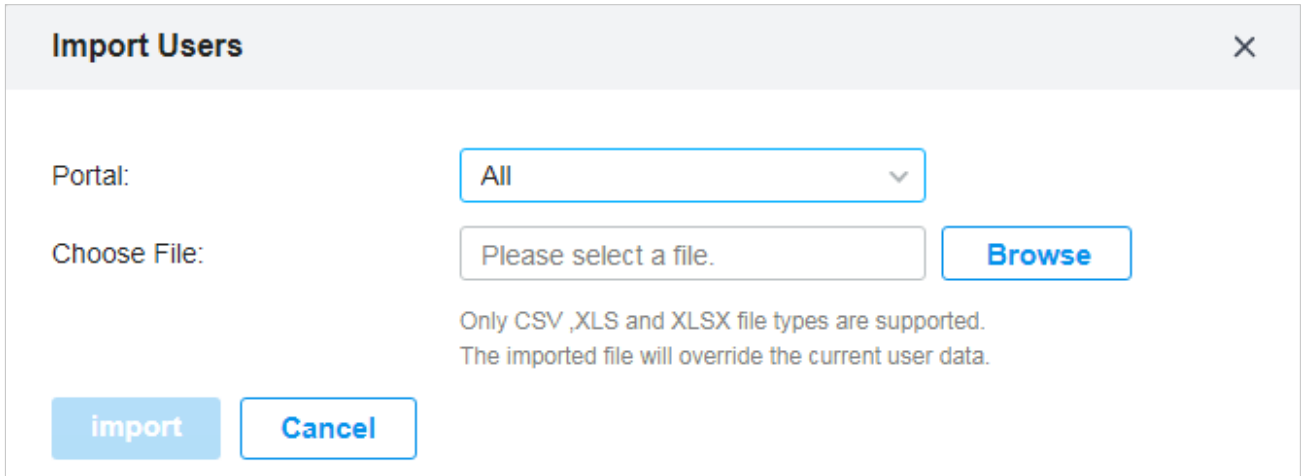 Import Users
Portal:
All
Choose File:
Please select a file.
Browse
Only CSV ,XLS and XLSX file types are supported.
The imported file will override the current user data.
import
Cancel